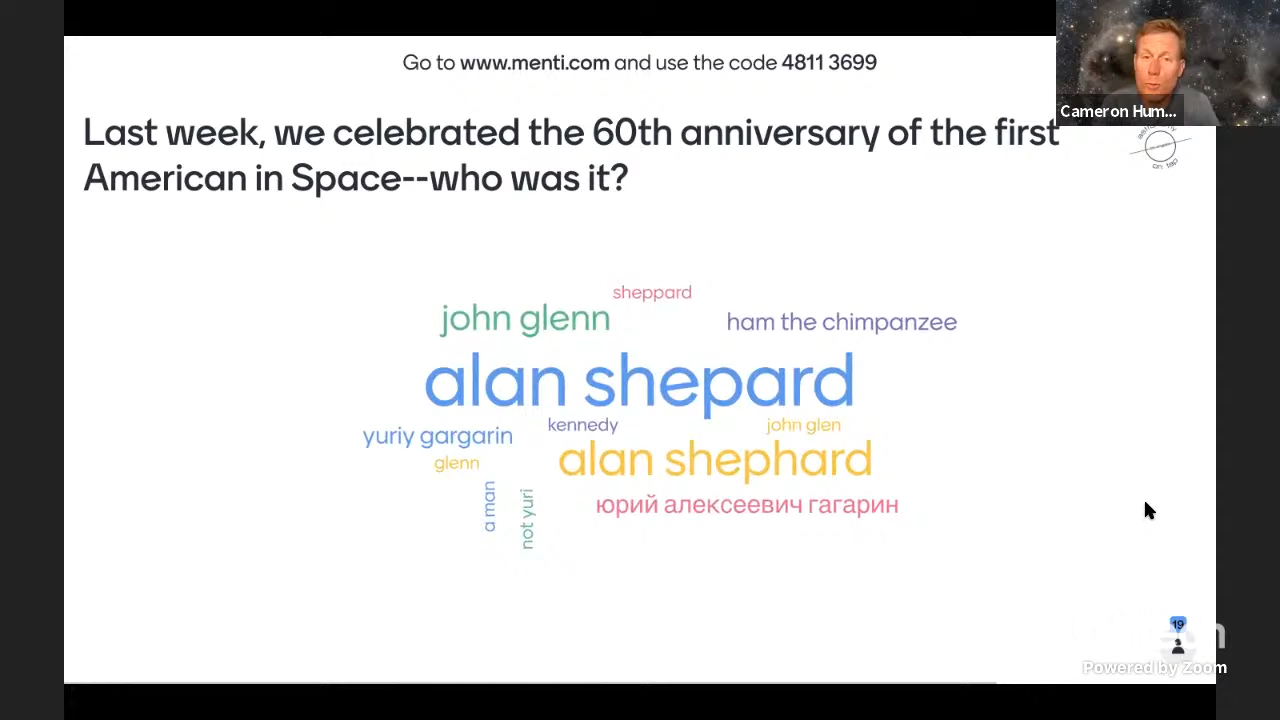 Go to www.menti.com and use the code 4811 3699
Cameron Hum...
Last week, we celebrated the 60th anniversary of the first
American in Space--who was it?
on tap
sheppard
john glenn
ham the chimpanzee
alan shepard
kennedy
john glen
yuriy gargarin
glenn
alan shephard
a man
not yuri
юрий алексеевич гагарин
19
Powered by Zoom